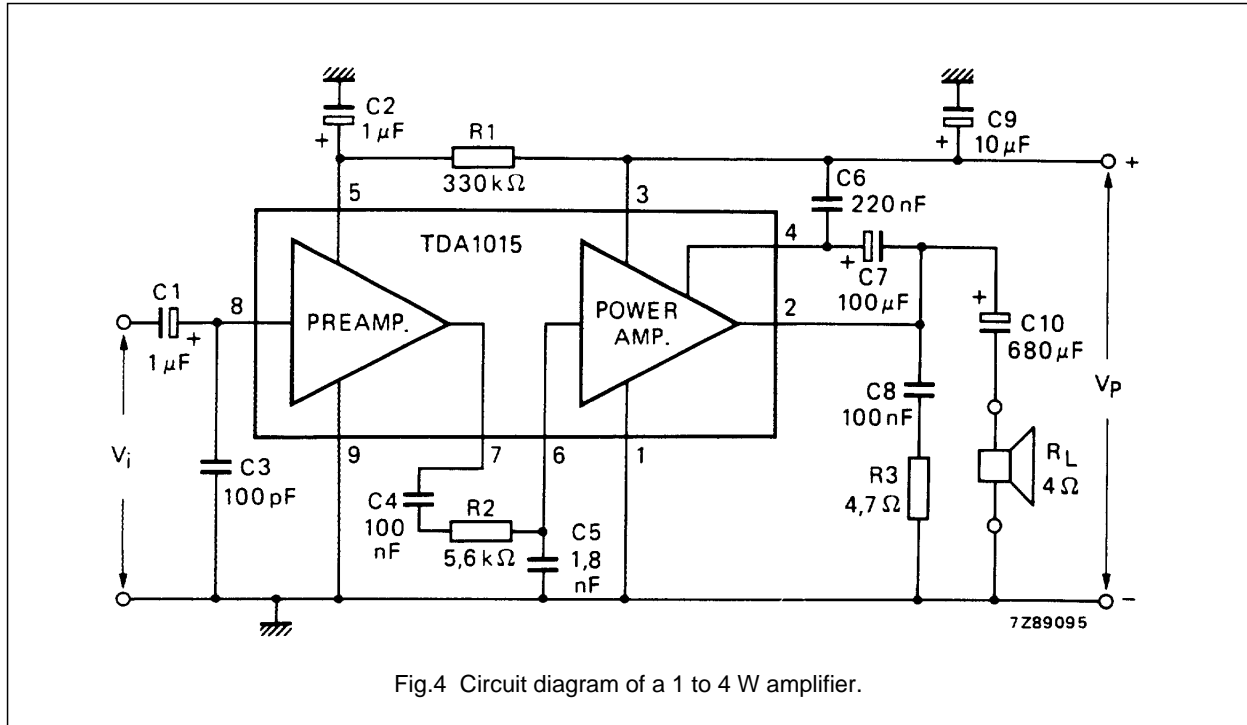 C2
1 μF
+
R1
330 kΩ
C9
10 μF
+
+
5
3
C6
220 nF
TDA1015
4
+
C7
100 μF
C1
+
1 μF
8
PREAMP.
POWER
AMP.
2
+
C10
680 μF
Vi
VP
C3
100 pF
9
7
6
1
C8
100 nF
C4
100
nF
R2
5,6 kΩ
C5
1,8
nF
R3
4,7 Ω
RL
4 Ω
-
7Z89095
Fig.4 Circuit diagram of a 1 to 4 W amplifier.